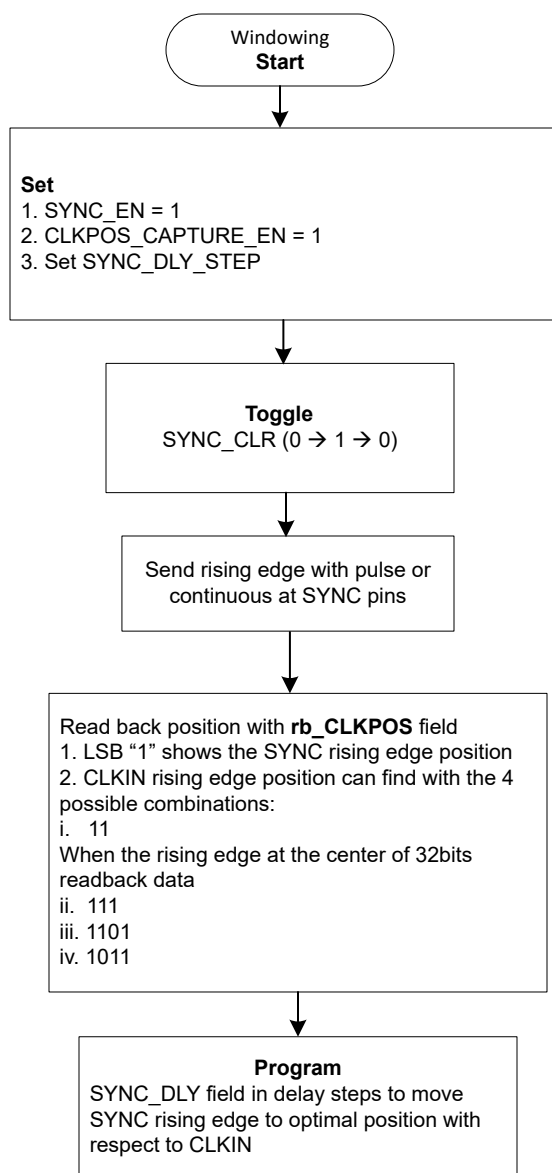 Windowing
Start
Set
1. SYNC_EN = 1
2. CLKPOS_CAPTURE_EN = 1
3. Set SYNC_DLY_STEP
Toggle
SYNC_CLR (0 → 1 → 0)
Send rising edge with pulse or
continuous at SYNC pins
Read back position with rb_CLKPOS field
1. LSB “1” shows the SYNC rising edge position
2. CLKIN rising edge position can find with the 4
possible combinations:
i. 11
When the rising edge at the center of 32bits
readback data
ii. 111
iii. 1101
iv. 1011
Program
SYNC_DLY field in delay steps to move
SYNC rising edge to optimal position with
respect to CLKIN